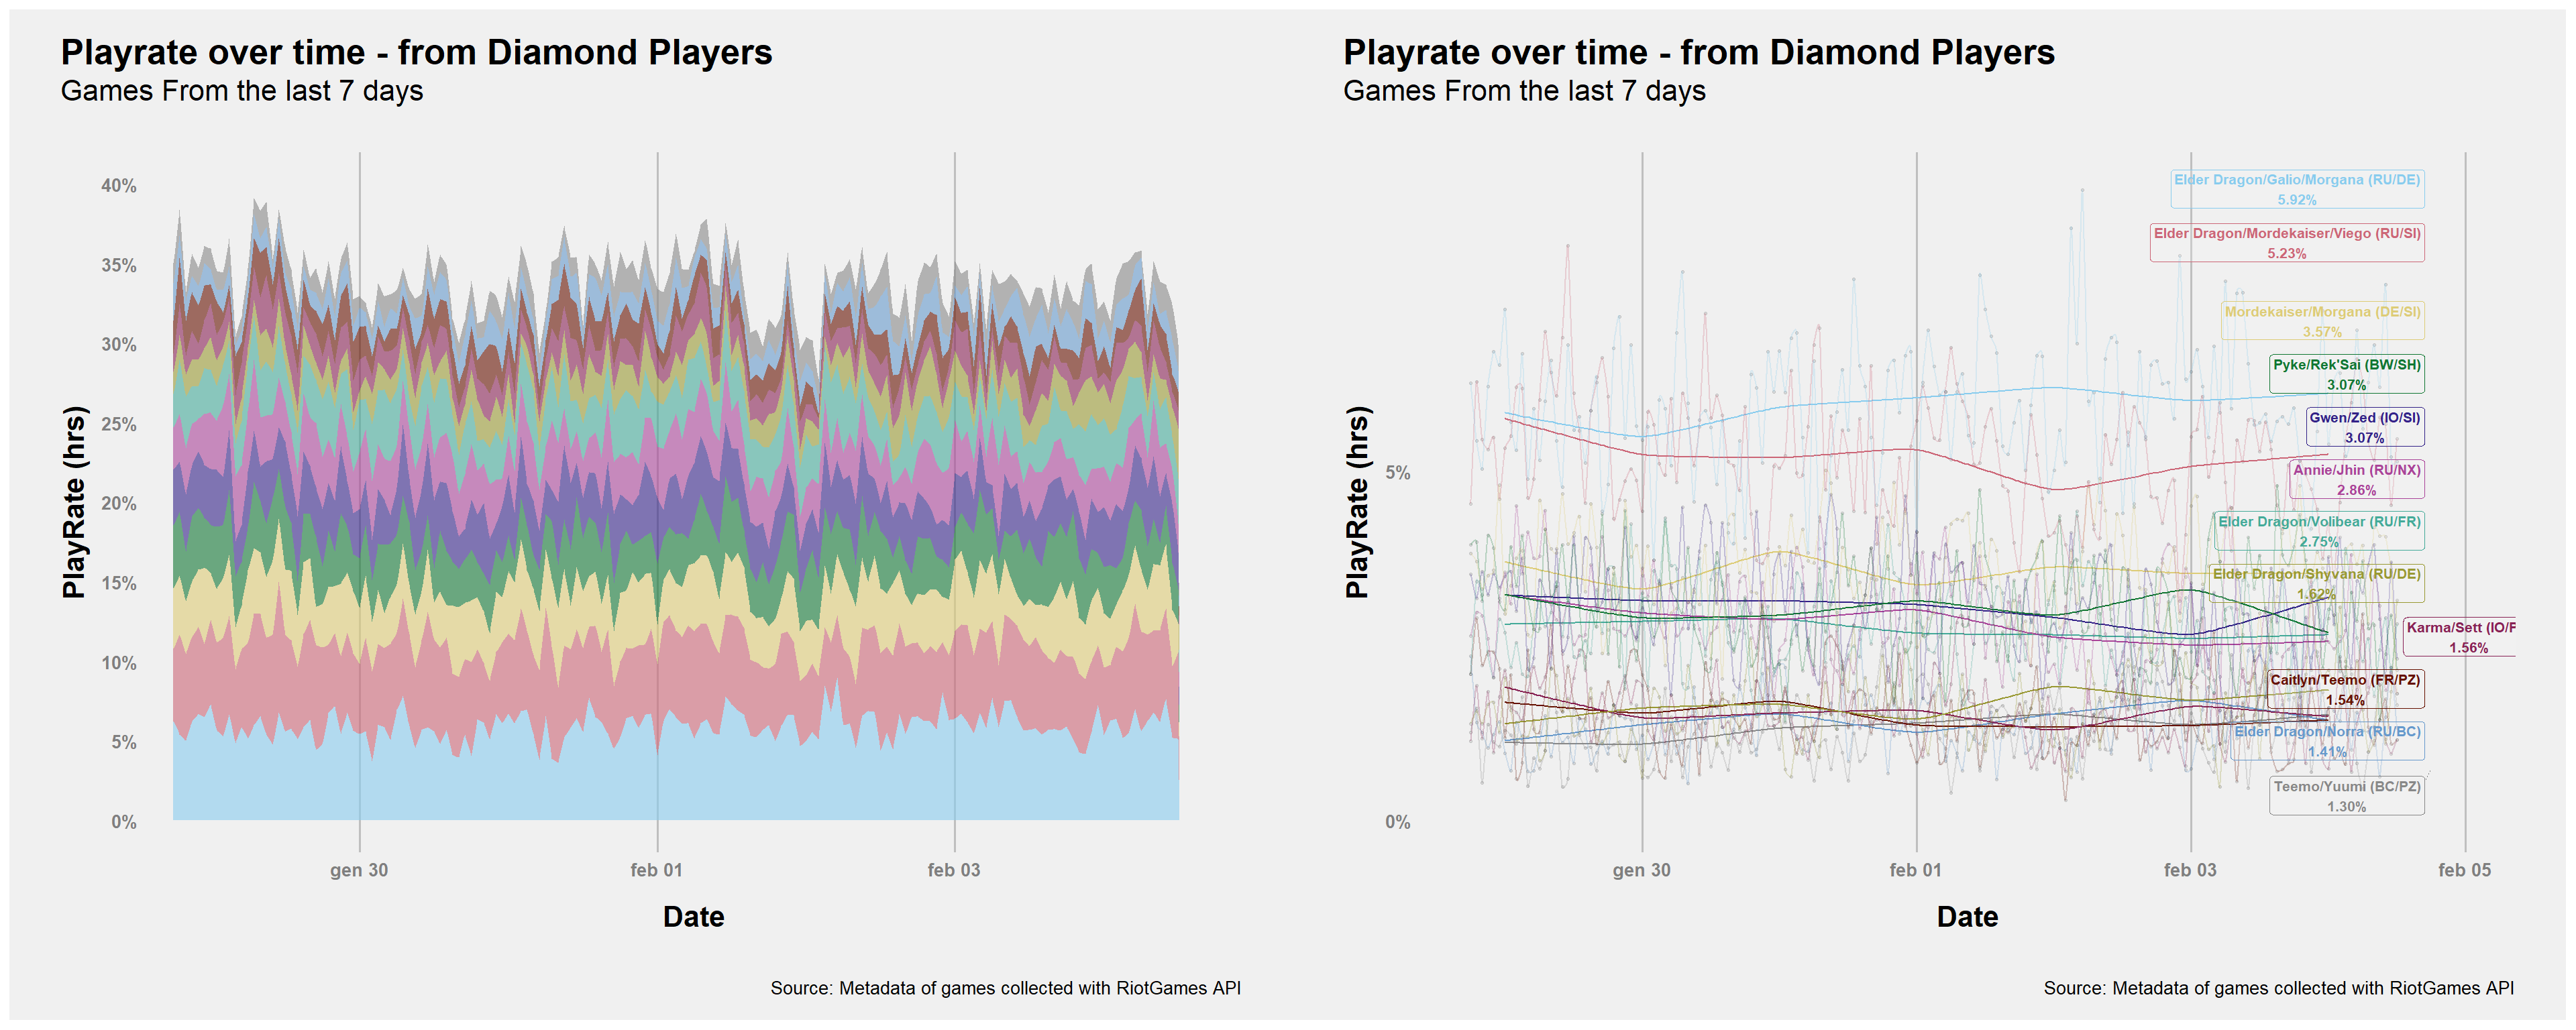 Playrate over time - from Diamond Players
Games From the last 7 days
PlayRate (hrs)
40%
35%
30%
25%
20%
15%
10%
5%
0%
gen 30
feb 01
feb 03
Date
Source: Metadata of games collected with RiotGames API
Playrate over time - from Diamond Players
Games From the last 7 days
PlayRate (hrs)
5%
0%
Elder Dragon/Galio/Morgana (RU/DE)
5.92%
Elder Dragon/Mordekaiser/Viego (RU/SI)
5.23%
Mordekaiser/Morgana (DE/SI)
3.57%
Pyke/Rek'Sai (BW/SH)
3.07%
Gwen/Zed (IO/SI)
3.07%
Annie/Jhin (RU/NX)
2.86%
Elder Dragon/Volibear (RU/FR)
2.75%
Elder Dragon/Shyvana (RU/DE)
1.62%
Karma/Sett (IO/F
1.56%
Caitlyn/Teemo (FR/PZ)
1.54%
Elder Dragon/Norra (RU/BC)
1.41%
Teemo/Yuumi (BC/PZ)
1.30%
gen 30
feb 01
feb 03
feb 05
Date
Source: Metadata of games collected with RiotGames API